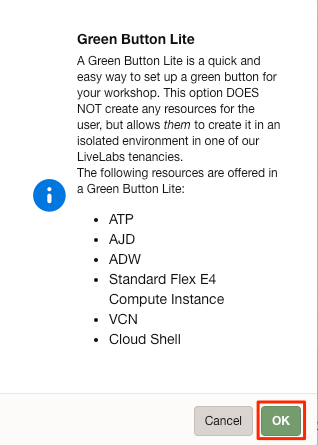 Green Button Lite
A Green Button Lite is a quick and
easy way to set up a green button for
your workshop. This option DOES
NOT create any resources for the
user, but allows them to create it in an
isolated environment in one of our
LiveLabs tenancies.
The following resources are offered in
a Green Button Lite:
• ATP
• AJD
• ADW
• Standard Flex E4
Compute Instance
• VCN
• Cloud Shell
Cancel OK